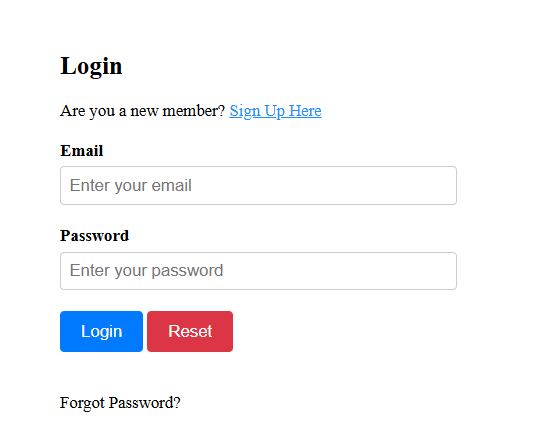 Login
Are you a new member? Sign Up Here
Email
Enter your email
Password
Enter your password
Login Reset
Forgot Password?